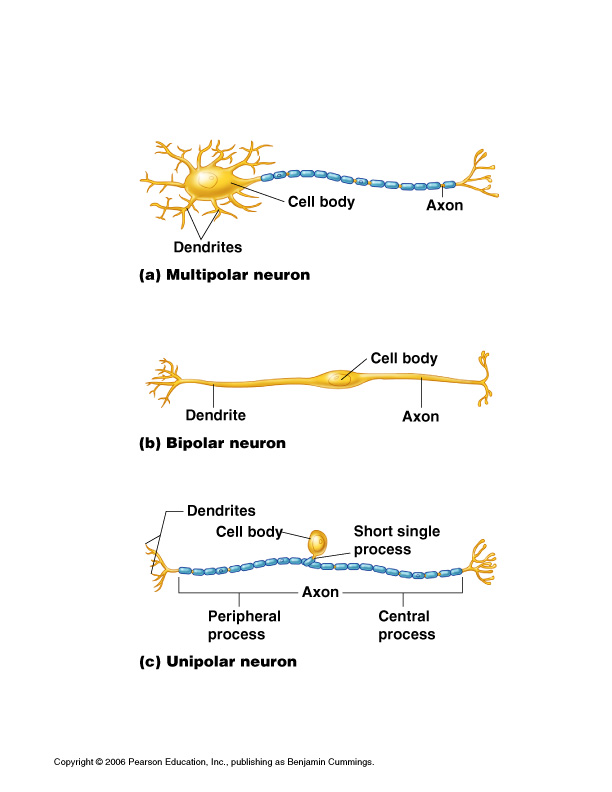 Cell body
Axon
Dendrites
(a) Multipolar neuron
Cell body
Dendrite
Axon
(b) Bipolar neuron
Dendrites
Cell body
Short single
process
Axon
Peripheral
process
Central
process
(c) Unipolar neuron
Copyright © 2006 Pearson Education, Inc., publishing as Benjamin Cummings.